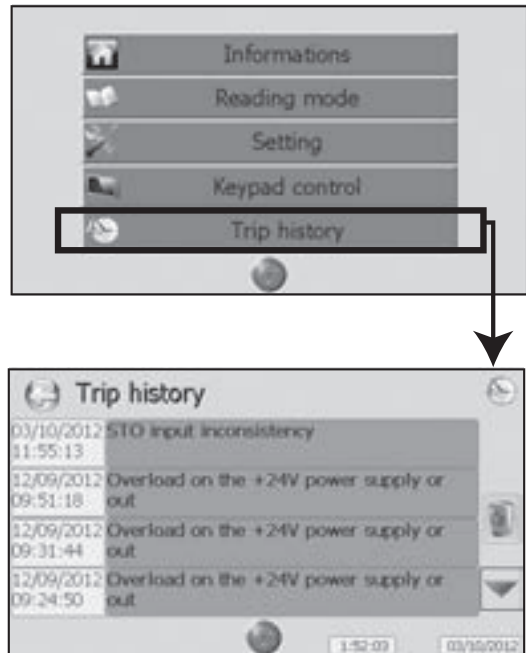 Informations
Reading mode
Setting
Keypad control
Trip history
Trip history
03/10/2012 STO input inconsistency
11:55:13
12/09/2012 Overload on the +24V power supply or
09:51:18 out
12/09/2012 Overload on the +24V power supply or
09:31:44 out
12/09/2012 Overload on the +24V power supply or
09:24:50 out
1:52:03 03/10/2012